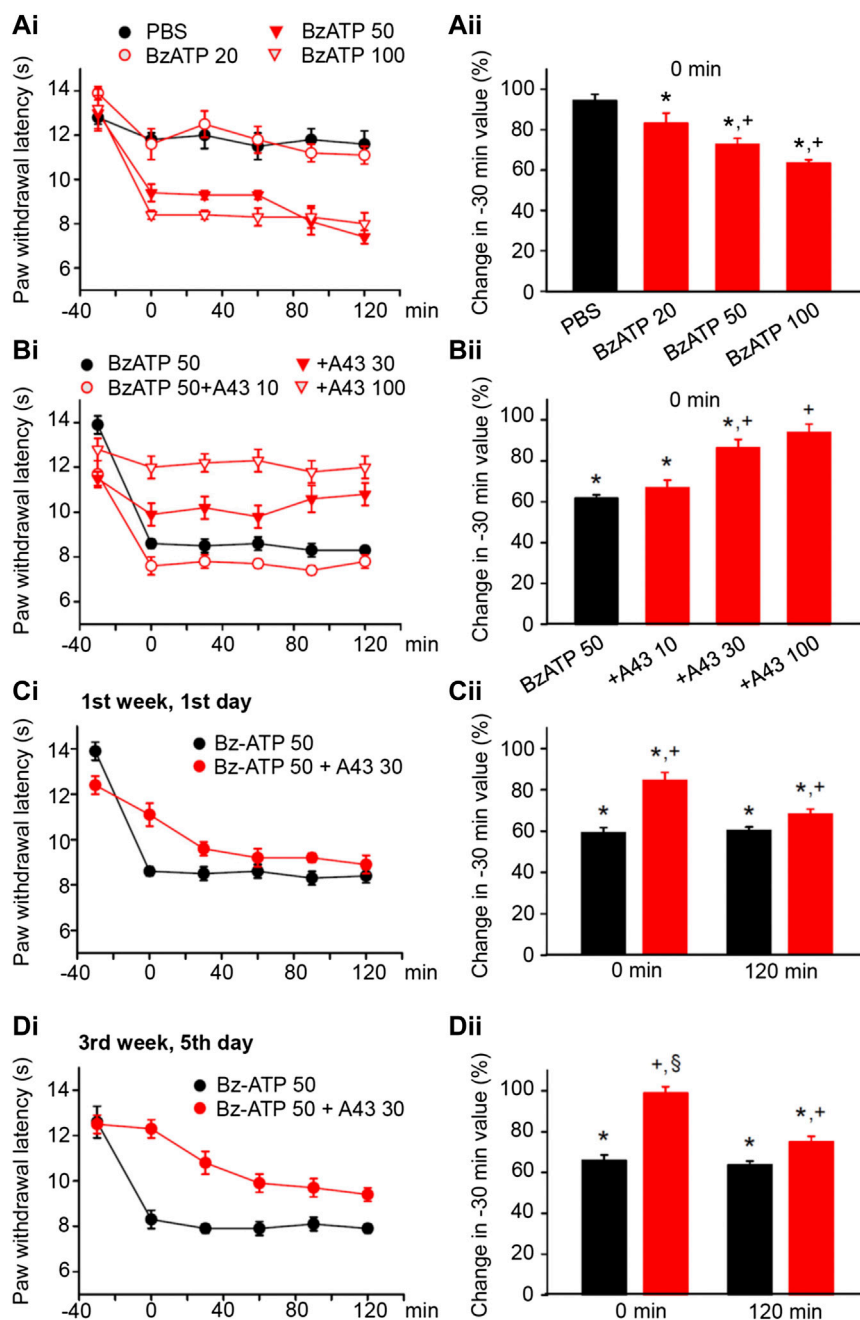 Ai
PBS
BzATP 50
BzATP 20
BzATP 100
Paw withdrawal latency (s)
14
12
10
8
6
-40 0 40 80 120 min
Aii
0 min
Change in -30 min value (%)
100
80
60
40
20
0
*
*,+
*,+
PBS
BzATP 20
BzATP 50
BzATP 100
Bi
BzATP 50
+A43 30
BzATP 50+A43 10
+A43 100
Paw withdrawal latency (s)
14
12
10
8
6
-40 0 40 80 120 min
Bii
0 min
Change in -30 min value (%)
100
80
60
40
20
0
*
*
*,+
+
BzATP 50
+A43 10
+A43 30
+A43 100
Ci
1st week, 1st day
Bz-ATP 50
Bz-ATP 50 + A43 30
Paw withdrawal latency (s)
14
12
10
8
6
-40 0 40 80 120 min
Cii
Change in -30 min value (%)
100
80
60
40
20
0
*
*,+
*
*,+
0 min 120 min
Di
3rd week, 5th day
Bz-ATP 50
Bz-ATP 50 + A43 30
Paw withdrawal latency (s)
14
12
10
8
6
-40 0 40 80 120 min
Dii
Change in -30 min value (%)
100
80
60
40
20
0
*
+,§
*
*,+
0 min 120 min